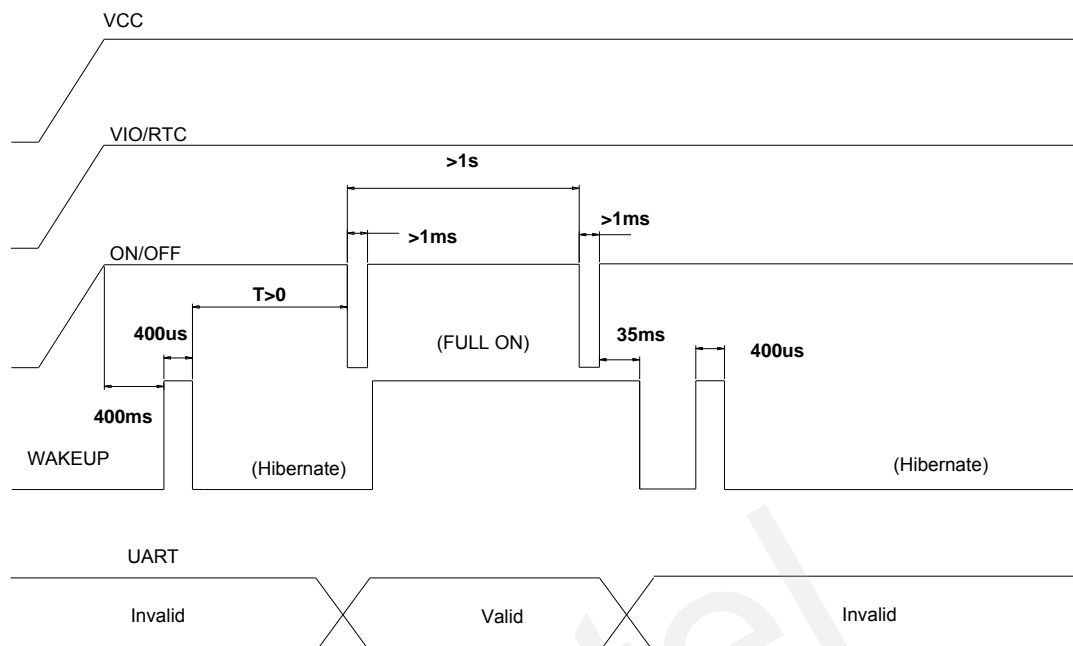 VCC
VIO/RTC
>1s
>1ms
>1ms
ON/OFF
T>0
400us
(FULL ON)
35ms
400us
400ms
WAKEUP
(Hibernate)
(Hibernate)
UART
Invalid
Valid
Invalid